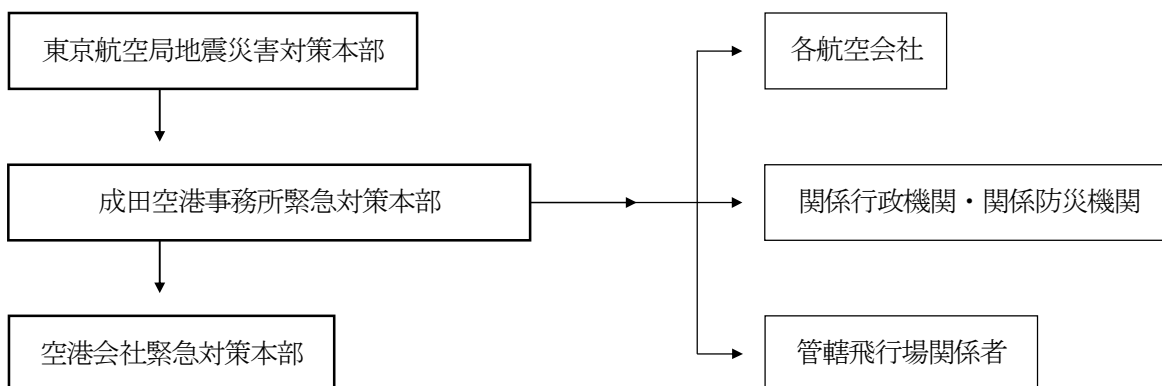 東京航空局地震災害対策本部
各航空会社
成田空港事務所緊急対策本部
関係行政機関・関係防災機関
空港会社緊急対策本部
管轄飛行場関係者